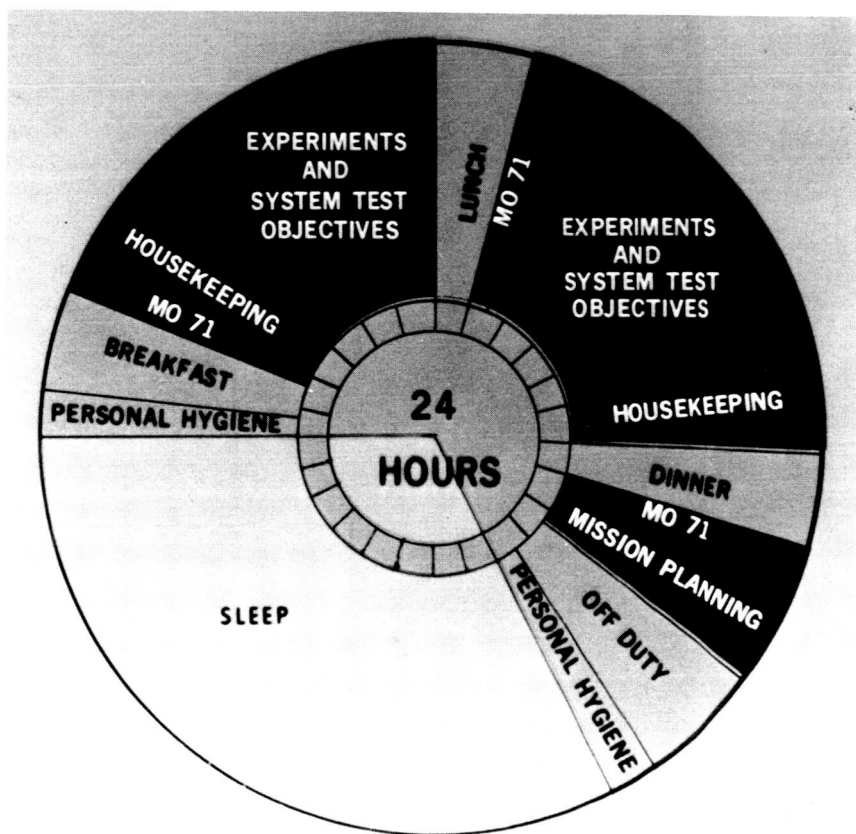 EXPERIMENTS
AND
SYSTEM TEST
OBJECTIVES
HOUSEKEEPING
MO 71
BREAKFAST
PERSONAL HYGIENE
LUNCH
MO 71
EXPERIMENTS
AND
SYSTEM TEST
OBJECTIVES
HOUSEKEEPING
DINNER
MO 71
MISSION PLANNING
OFF DUTY
PERSONAL HYGIENE
SLEEP
24
HOURS